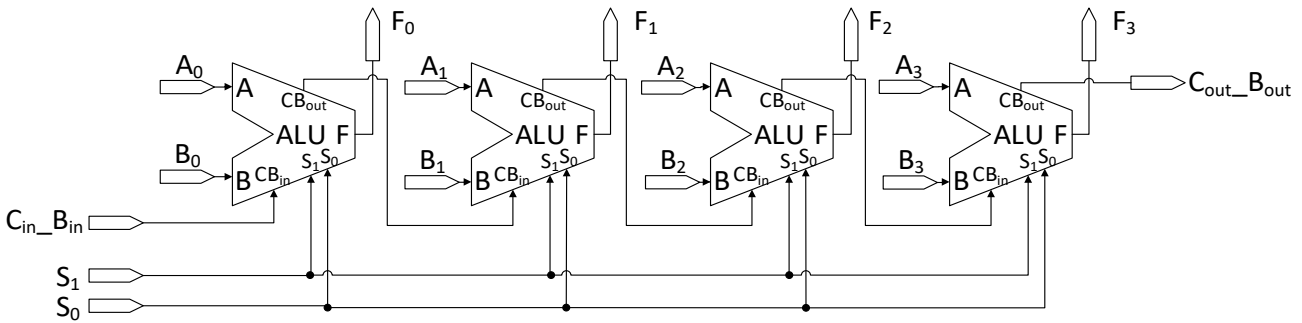 F0 F1 F2 F3
A0 A1 A2 A3
A A A A
CBout CBout CBout CBout Cout_Bout
ALU F ALU F ALU F ALU F
B0 B1 B2 B3
S1 S0 S1 S0 S1 S0 S1 S0
B CBin B CBin B CBin B CBin
Cin_Bin
S1
S0